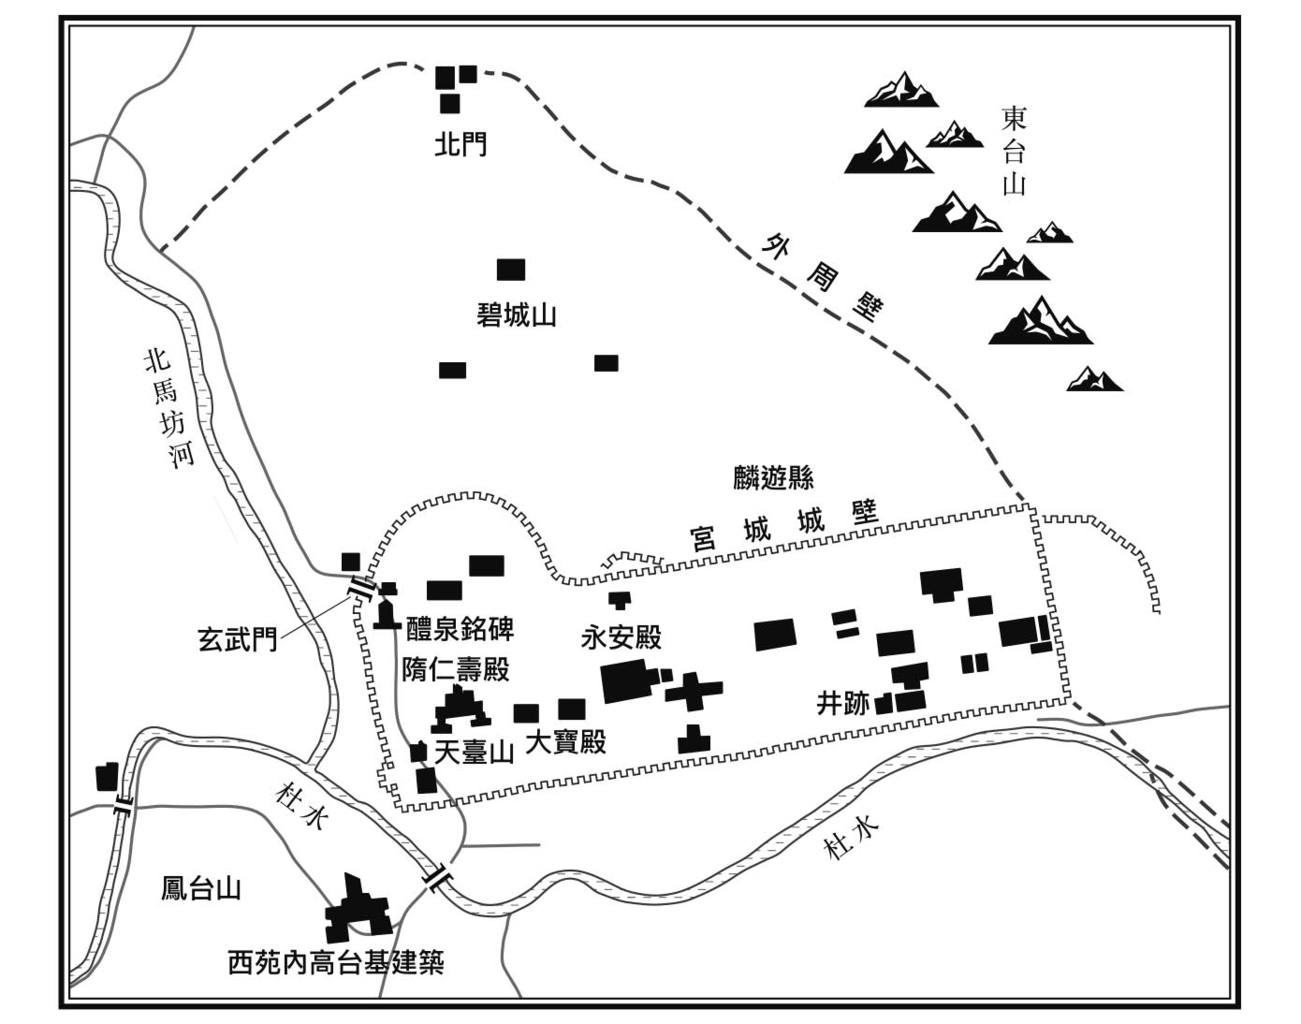 北門
東台山
外周壁
碧城山
北馬坊河
麟遊縣
宮城城壁
玄武門
醴泉銘碑
永安殿
隋仁壽殿
井跡
天臺山
大寶殿
杜水
杜水
鳳台山
西苑內高台基建築